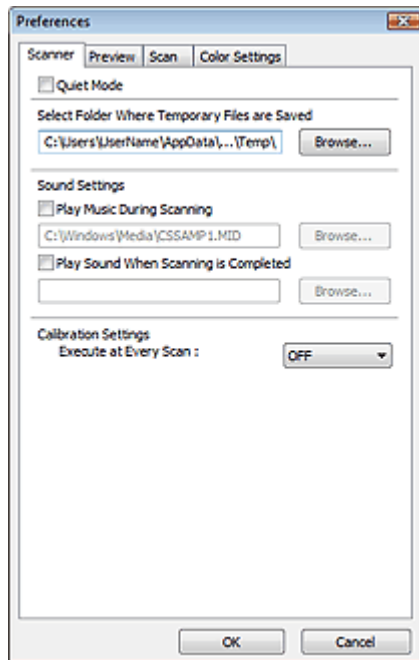 Preferences
Scanner Preview Scan Color Settings
Quiet Mode
Select Folder Where Temporary Files are Saved
C:\Users\UserName\AppData\,...\Temp\ Browse...
Sound Settings
Play Music During Scanning
C:\Windows\Media\CSSAMP1.MID Browse...
Play Sound When Scanning is Completed
Browse...
Calibration Settings
Execute at Every Scan : OFF
OK Cancel